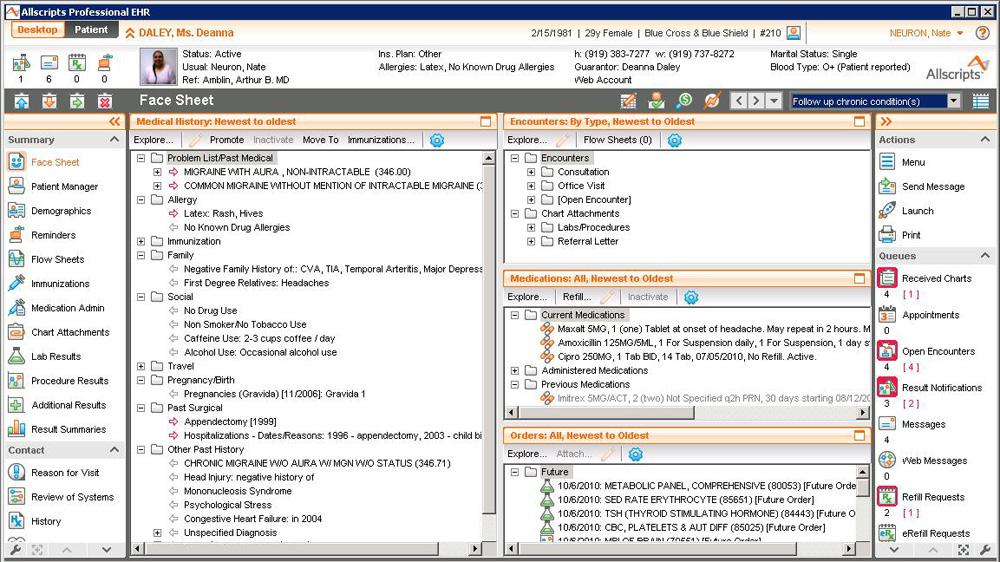 Allscripts Professional EHR
Desktop
Patient
DALEY, Ms. Deanna
2/15/1981 | 29y Female | Blue Cross & Blue Shield | #210
NEURON, Nate
1
6
0
0
Status: Active
Usual: Neuron, Nate
Ref: Amblin, Arthur B. MD
Ins. Plan: Other
Allergies: Latex, No Known Drug Allergies
h: (919) 383-7277 w: (919) 737-8272
Guarantor: Deanna Daley
Web Account
Marital Status: Single
Blood Type: O+ (Patient reported)
Allscripts
Face Sheet
Follow up chronic condition(s)
Summary
Face Sheet
Patient Manager
Demographics
Reminders
Flow Sheets
Immunizations
Medication Admin
Chart Attachments
Lab Results
Procedure Results
Additional Results
Result Summaries
Contact
Reason for Visit
Review of Systems
History
Medical History: Newest to oldest
Explore... Promote Inactivate Move To Immunizations...
Problem List/Past Medical
MIGRAINE WITH AURA , NON-INTRACTABLE (346.00)
COMMON MIGRAINE WITHOUT MENTION OF INTRACTABLE MIGRAINE (
Allergy
Latex: Rash, Hives
No Known Drug Allergies
Immunization
Family
Negative Family History of:: CVA, TIA, Temporal Arteritis, Major Depress
First Degree Relatives: Headaches
Social
No Drug Use
Non Smoker/No Tobacco Use
Caffeine Use: 2-3 cups coffee / day
Alcohol Use: Occasional alcohol use
Travel
Pregnancy/Birth
Pregnancies (Gravida) [11/2006]: Gravida 1
Past Surgical
Appendectomy [1999]
Hospitalizations - Dates/Reasons: 1996 - appendectomy, 2003 - child bi
Other Past History
CHRONIC MIGRAINE W/O AURA W/ MGN W/O STATUS (346.71)
Head Injury: negative history of
Mononucleosis Syndrome
Psychological Stress
Congestive Heart Failure: in 2004
Unspecified Diagnosis
Encounters: By Type, Newest to Oldest
Explore... Flow Sheets (0)
Encounters
Consultation
Office Visit
[Open Encounter]
Chart Attachments
Labs/Procedures
Referral Letter
Medications: All, Newest to Oldest
Explore... Refill... Inactivate
Current Medications
Maxalt 5MG, 1 (one) Tablet at onset of headache. May repeat in 2 hours. M
Amoxicillin 125MG/5ML, 1 For Suspension daily, 1 For Suspension, 1 day s
Cipro 250MG, 1 Tab BID, 14 Tab, 07/05/2010, No Refill. Active.
Administered Medications
Previous Medications
Imitrex 5MG/ACT, 2 (two) Not Specified q2h PRN, 30 days starting 08/12/20
Orders: All, Newest to Oldest
Explore... Attach...
Future
10/6/2010: METABOLIC PANEL, COMPREHENSIVE (80053) [Future Order]
10/6/2010: SED RATE ERYTHROCYTE (85651) [Future Order]
10/6/2010: TSH (THYROID STIMULATING HORMONE) (84443) [Future O
10/6/2010: CBC, PLATELETS & AUT DIFF (85025) [Future Order]
10/6/2010: MRI OF BRAIN (70551) [Future Order]
Actions
Menu
Send Message
Launch
Print
Queues
Received Charts
4 [ 1 ]
Appointments
0
Open Encounters
4 [ 4 ]
Result Notifications
3 [ 2 ]
Messages
4
Web Messages
0
Refill Requests
2 [ 1 ]
eRefill Requests